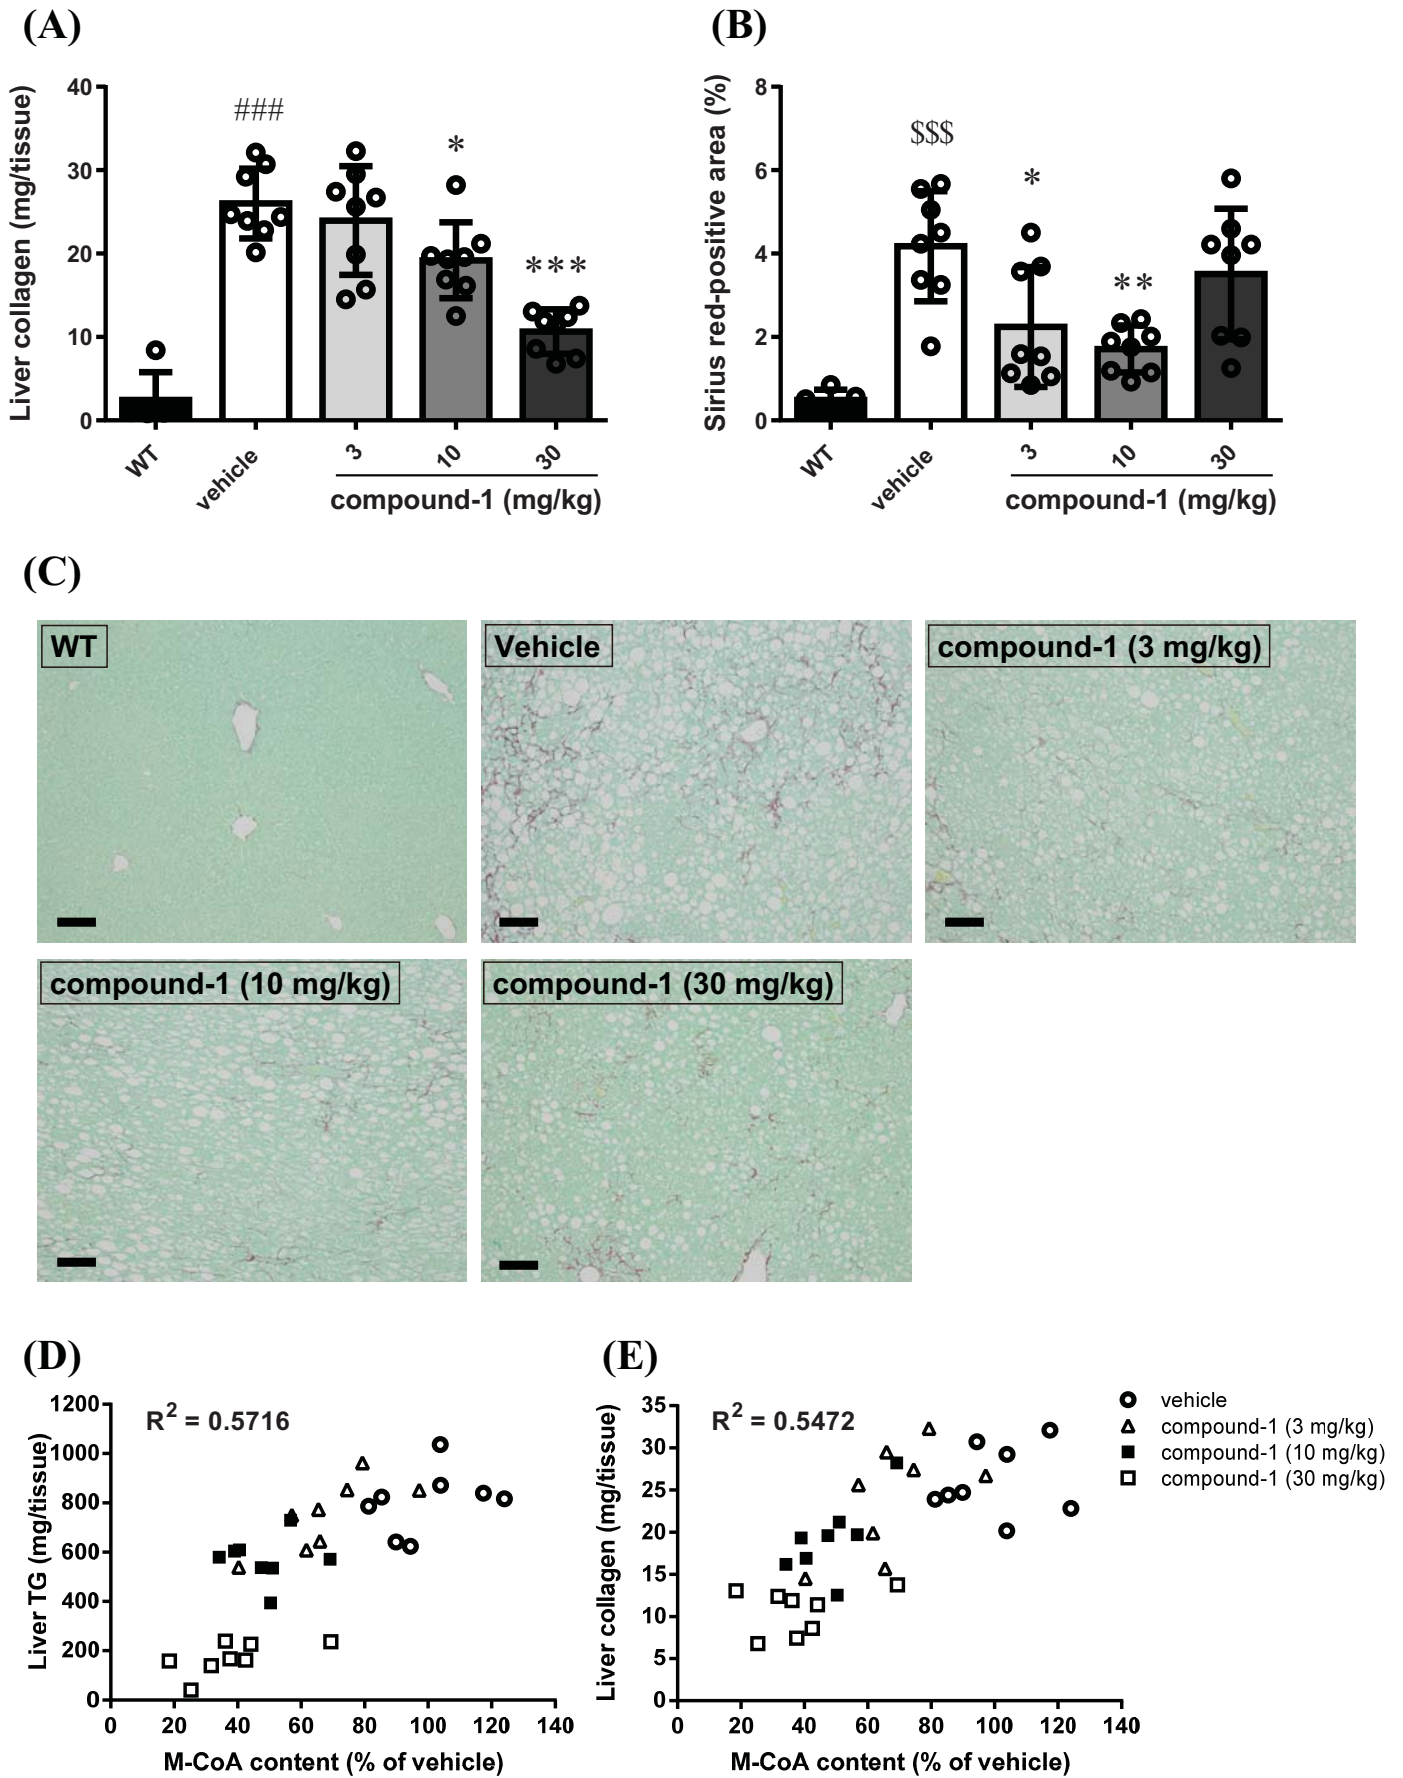 (A)
Liver collagen (mg/tissue)
40
30
20
10
0
###
*
***
WT
vehicle
3
10
30
compound-1 (mg/kg)
(B)
Sirius red-positive area (%)
8
6
4
2
0
$$$
*
**
WT
vehicle
3
10
30
compound-1 (mg/kg)
(C)
WT
Vehicle
compound-1 (3 mg/kg)
compound-1 (10 mg/kg)
compound-1 (30 mg/kg)
(D)
R² = 0.5716
Liver TG (mg/tissue)
1200
1000
800
600
400
200
0
0 20 40 60 80 100 120 140
M-CoA content (% of vehicle)
(E)
R² = 0.5472
Liver collagen (mg/tissue)
35
30
25
20
15
10
5
0
0 20 40 60 80 100 120 140
M-CoA content (% of vehicle)
vehicle
compound-1 (3 mg/kg)
compound-1 (10 mg/kg)
compound-1 (30 mg/kg)